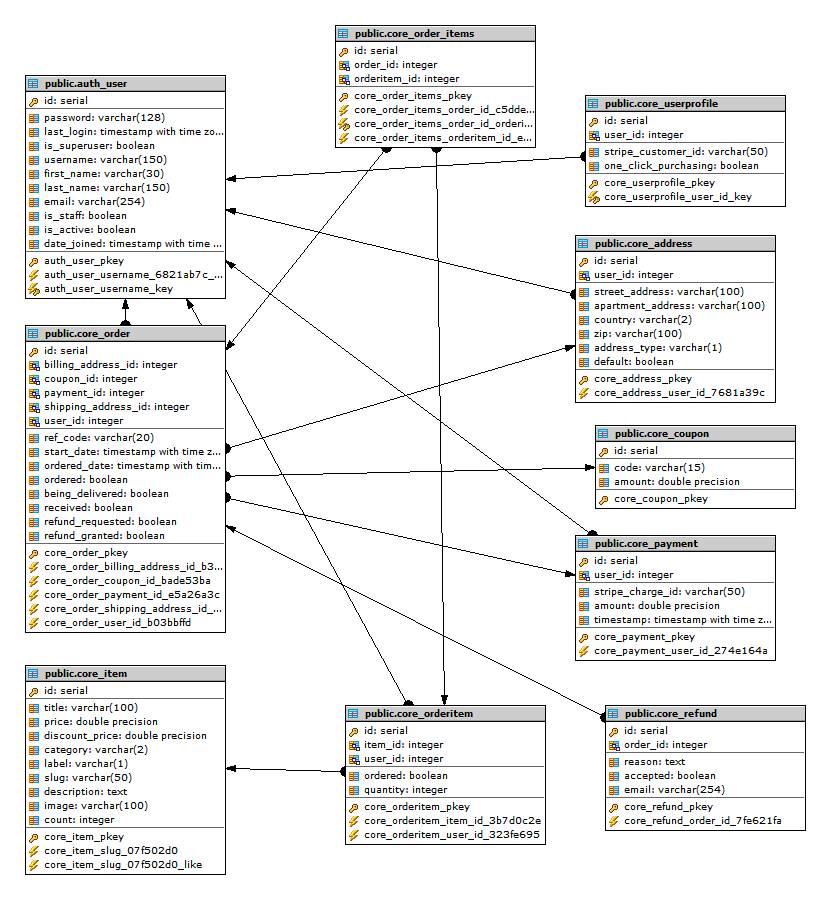 public.core_order_items
id: serial
order_id: integer
orderitem_id: integer
core_order_items_pkey
core_order_items_order_id_c5dde...
core_order_items_order_id_orderi...
core_order_items_orderitem_id_e...
public.auth_user
id: serial
password: varchar(128)
last_login: timestamp with time zo...
is_superuser: boolean
username: varchar(150)
first_name: varchar(30)
last_name: varchar(150)
email: varchar(254)
is_staff: boolean
is_active: boolean
date_joined: timestamp with time ...
auth_user_pkey
auth_user_username_6821ab7c_...
auth_user_username_key
public.core_userprofile
id: serial
user_id: integer
stripe_customer_id: varchar(50)
one_click_purchasing: boolean
core_userprofile_pkey
core_userprofile_user_id_key
public.core_address
id: serial
user_id: integer
street_address: varchar(100)
apartment_address: varchar(100)
country: varchar(2)
zip: varchar(100)
address_type: varchar(1)
default: boolean
core_address_pkey
core_address_user_id_7681a39c
public.core_order
id: serial
billing_address_id: integer
coupon_id: integer
payment_id: integer
shipping_address_id: integer
user_id: integer
ref_code: varchar(20)
start_date: timestamp with time z...
ordered_date: timestamp with tim...
ordered: boolean
being_delivered: boolean
received: boolean
refund_requested: boolean
refund_granted: boolean
core_order_pkey
core_order_billing_address_id_b3...
core_order_coupon_id_bade53ba
core_order_payment_id_e5a26a3c
core_order_shipping_address_id_...
core_order_user_id_b03bbffd
public.core_coupon
id: serial
code: varchar(15)
amount: double precision
core_coupon_pkey
public.core_payment
id: serial
user_id: integer
stripe_charge_id: varchar(50)
amount: double precision
timestamp: timestamp with time z...
core_payment_pkey
core_payment_user_id_274e164a
public.core_item
id: serial
title: varchar(100)
price: double precision
discount_price: double precision
category: varchar(2)
label: varchar(1)
slug: varchar(50)
description: text
image: varchar(100)
count: integer
core_item_pkey
core_item_slug_07f502d0
core_item_slug_07f502d0_like
public.core_orderitem
id: serial
item_id: integer
user_id: integer
ordered: boolean
quantity: integer
core_orderitem_pkey
core_orderitem_item_id_3b7d0c2e
core_orderitem_user_id_323fe695
public.core_refund
id: serial
order_id: integer
reason: text
accepted: boolean
email: varchar(254)
core_refund_pkey
core_refund_order_id_7fe621fa